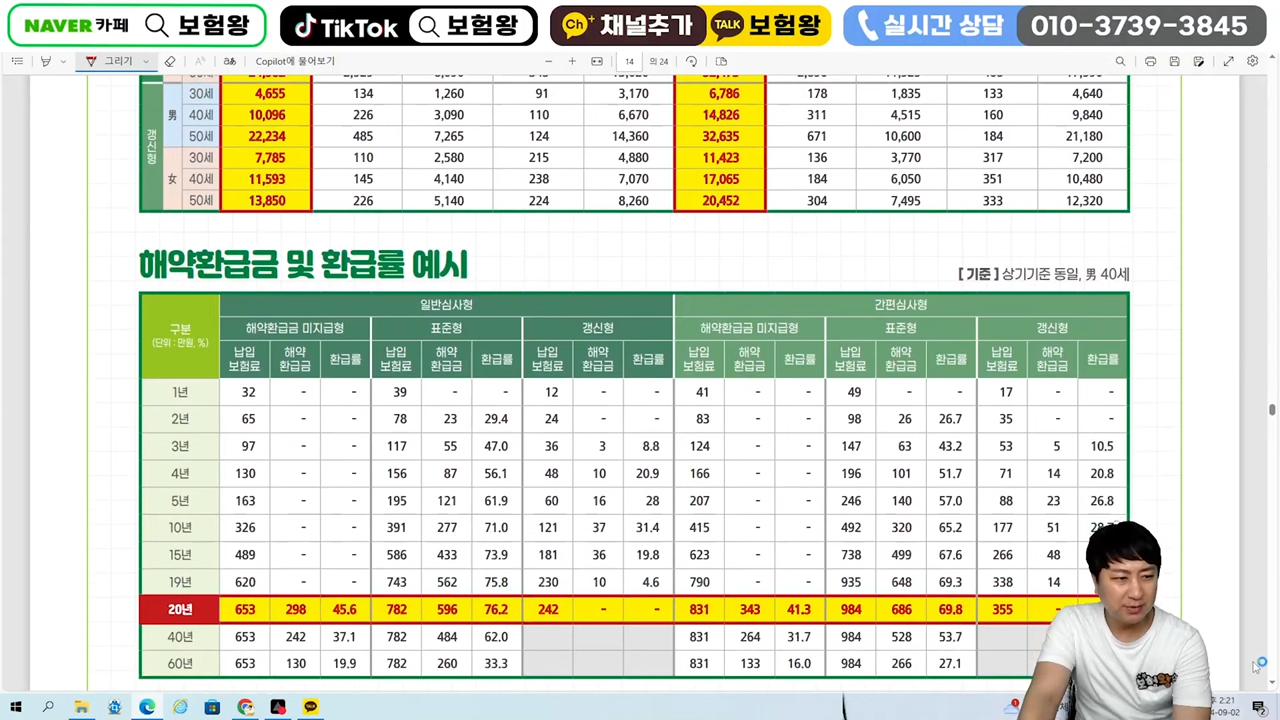 NAVER 카페 보험왕 TikTok 보험왕 Ch+ 채널추가 TALK 보험왕 실시간 상담 010-3739-3845
그리기 Copilot에 물어보기 14 의 24
갱신형 男 30세 4,655 134 1,260 91 3,170 6,786 178 1,835 133 4,640
40세 10,096 226 3,090 110 6,670 14,826 311 4,515 160 9,840
50세 22,234 485 7,265 124 14,360 32,635 671 10,600 184 21,180
女 30세 7,785 110 2,580 215 4,880 11,423 136 3,770 317 7,200
40세 11,593 145 4,140 238 7,070 17,065 184 6,050 351 10,480
50세 13,850 226 5,140 224 8,260 20,452 304 7,495 333 12,320
해약환급금 및 환급률 예시
[ 기준 ] 상기기준 동일, 男 40세
구분 (단위 : 만원, %) 일반심사형 간편심사형
해약환급금 미지급형 표준형 갱신형 해약환급금 미지급형 표준형 갱신형
납입 보험료 해약 환급금 환급률 납입 보험료 해약 환급금 환급률 납입 보험료 해약 환급금 환급률 납입 보험료 해약 환급금 환급률 납입 보험료 해약 환급금 환급률 납입 보험료 해약 환급금 환급률
1년 32 - - 39 - - 12 - - 41 - - 49 - - 17 - -
2년 65 - - 78 23 29.4 24 - - 83 - - 98 26 26.7 35 - -
3년 97 - - 117 55 47.0 36 3 8.8 124 - - 147 63 43.2 53 5 10.5
4년 130 - - 156 87 56.1 48 10 20.9 166 - - 196 101 51.7 71 14 20.8
5년 163 - - 195 121 61.9 60 16 28 207 - - 246 140 57.0 88 23 26.8
10년 326 - - 391 277 71.0 121 37 31.4 415 - - 492 320 65.2 177 51
15년 489 - - 586 433 73.9 181 36 19.8 623 - - 738 499 67.6 266 48
19년 620 - - 743 562 75.8 230 10 4.6 790 - - 935 648 69.3 338 14
20년 653 298 45.6 782 596 76.2 242 - - 831 343 41.3 984 686 69.8 355 -
40년 653 242 37.1 782 484 62.0 831 264 31.7 984 528 53.7
60년 653 130 19.9 782 260 33.3 831 133 16.0 984 266 27.1
2:21